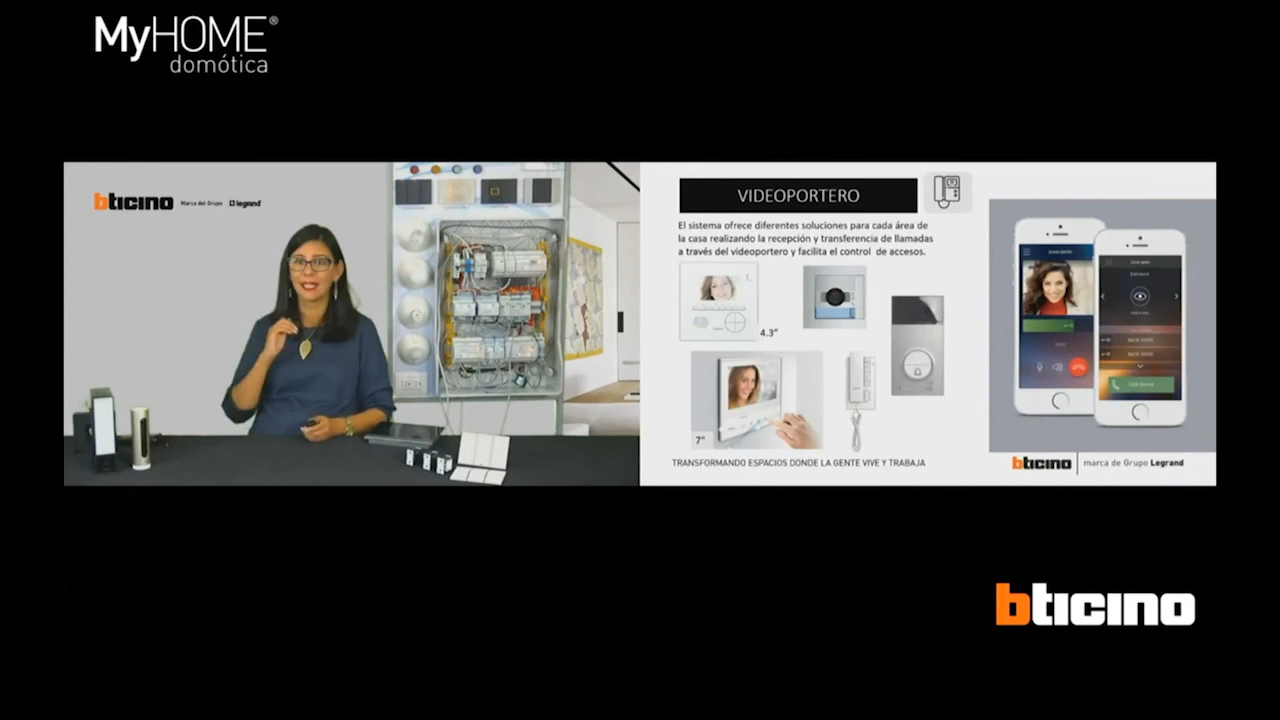 MyHOME®
domótica
bticino Marca del Grupo legrand
VIDEOPORTERO
El sistema ofrece diferentes soluciones para cada área de
la casa realizando la recepción y transferencia de llamadas
a través del videoportero y facilita el control de accesos.
4.3"
7"
TRANSFORMANDO ESPACIOS DONDE LA GENTE VIVE Y TRABAJA
bticino marca de Grupo Legrand
bticino